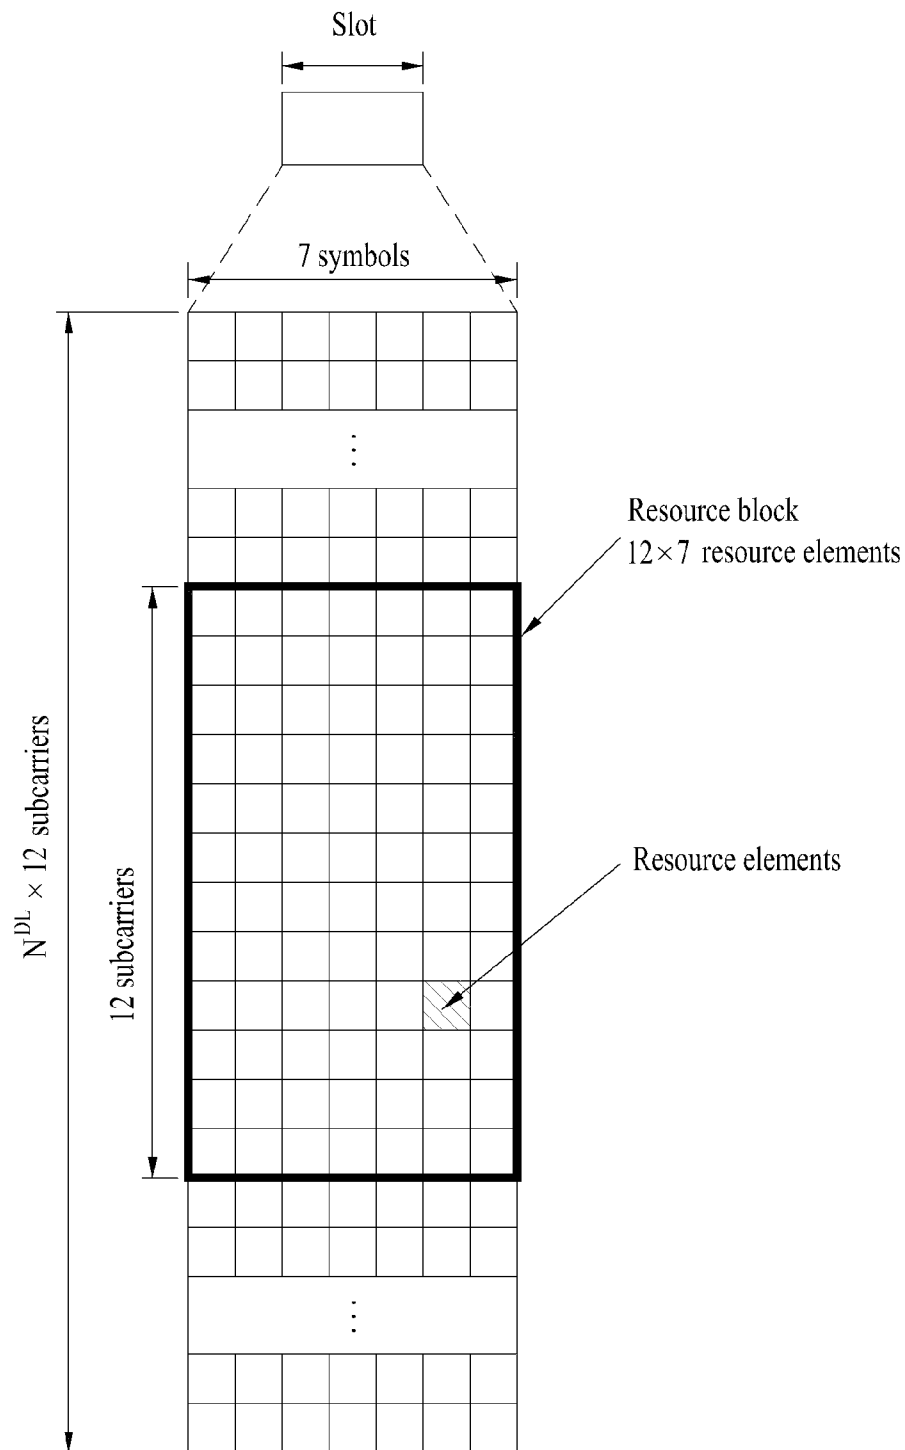 Slot
7 symbols
Resource block
12×7 resource elements
Resource elements
12 subcarriers
N^DL × 12 subcarriers